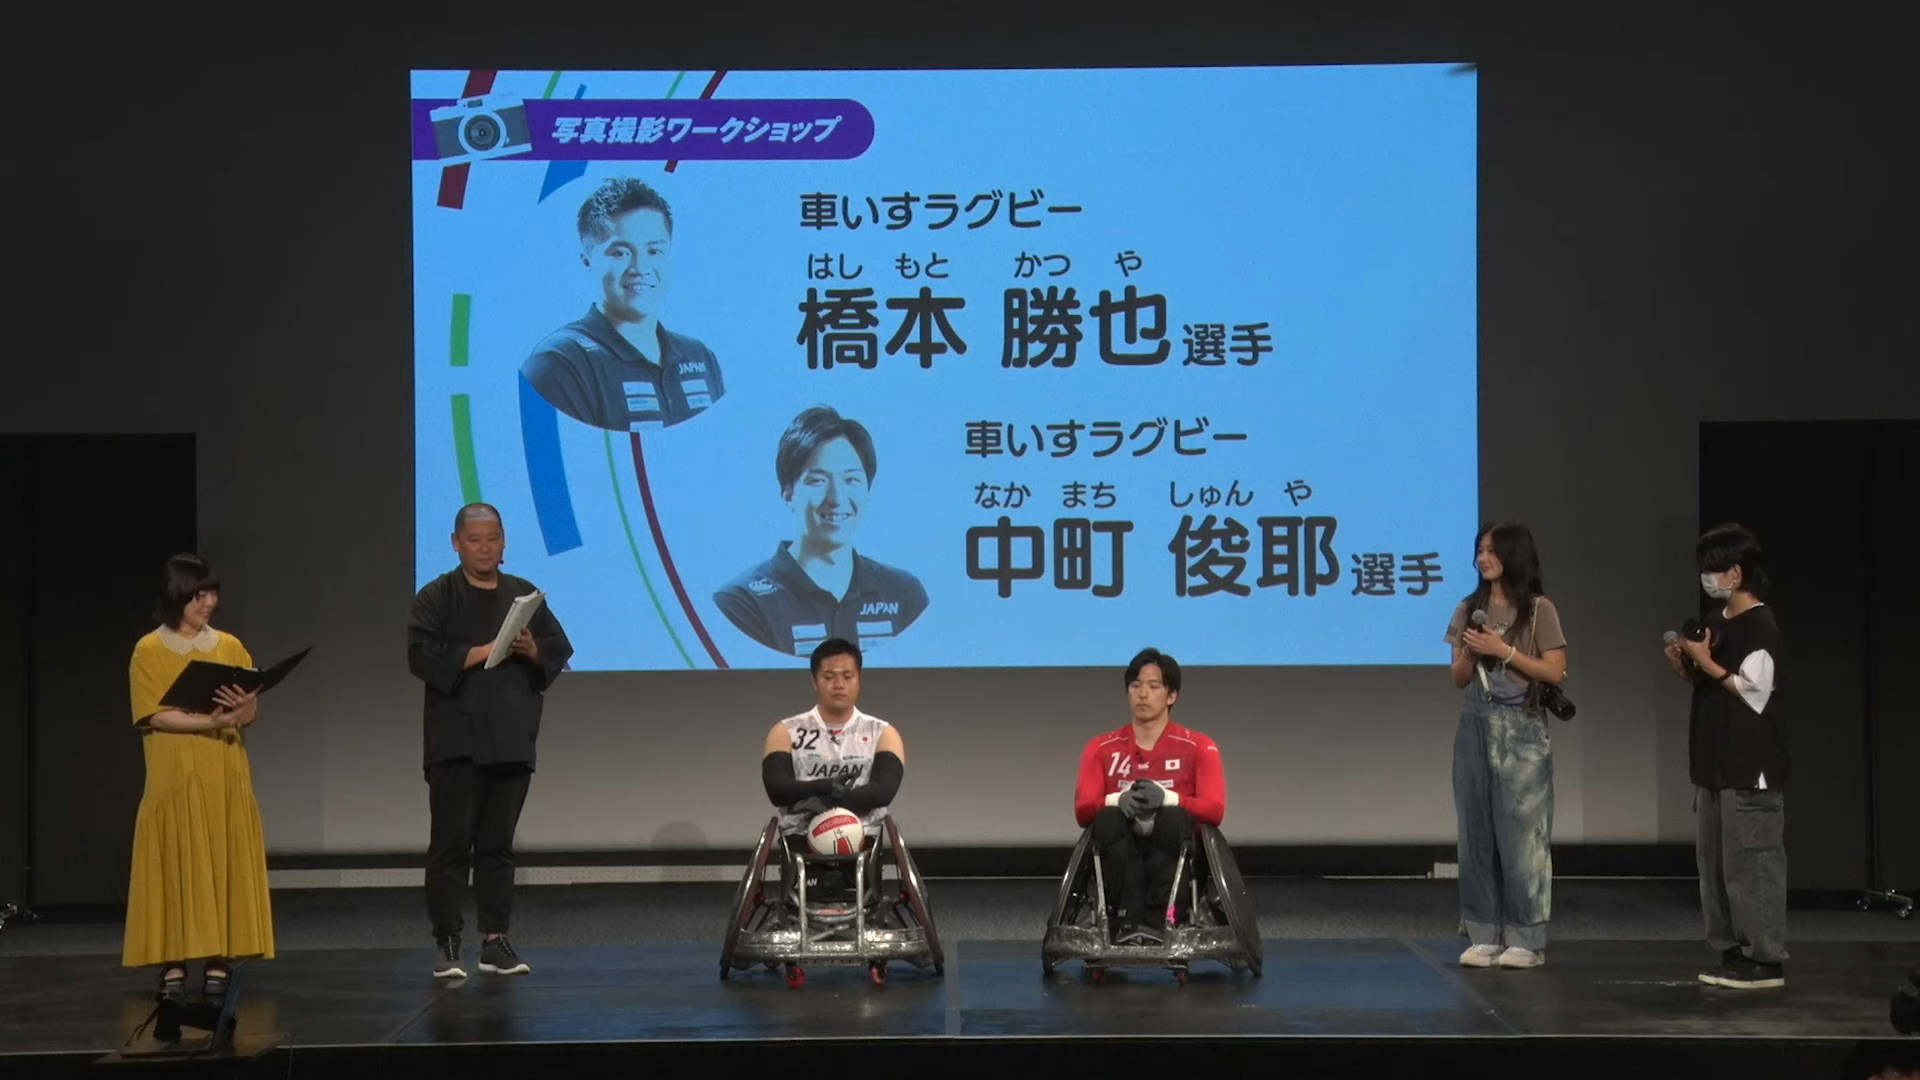 写真撮影ワークショップ
車いすラグビー
はし もと かつ や
橋本 勝也 選手
車いすラグビー
なか まち しゅん や
中町 俊耶 選手
JAPAN
JAPAN
32
JAPAN
14
molten
JAPAN